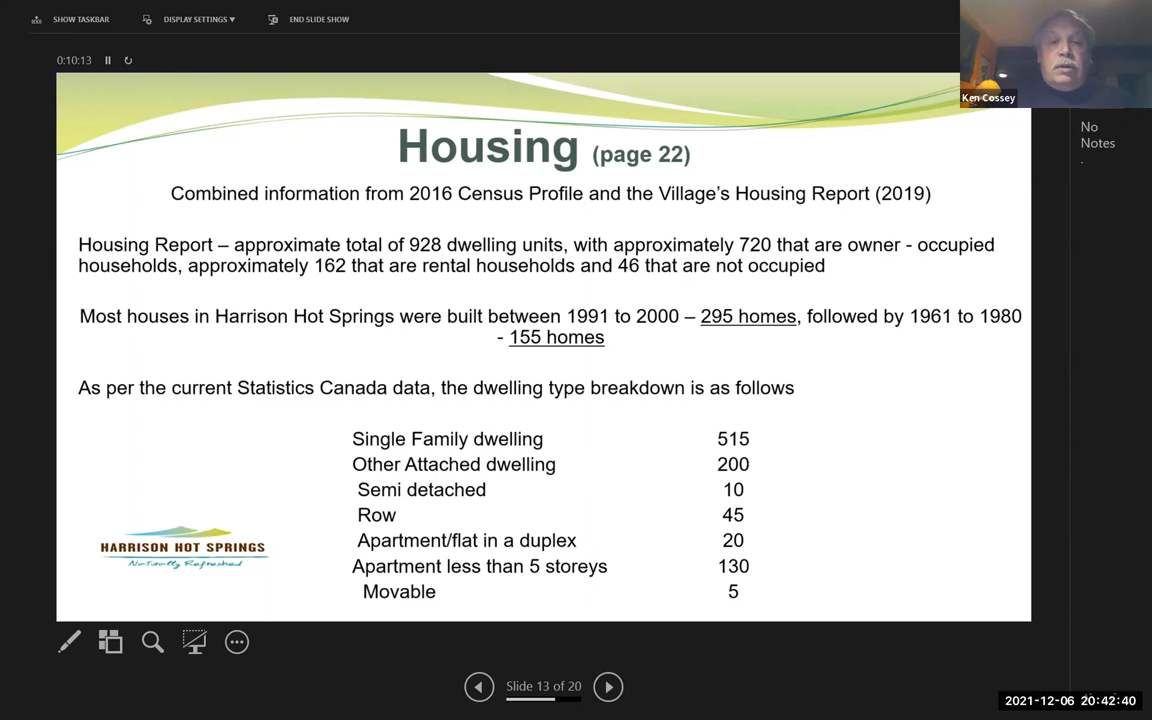 SHOW TASKBAR
DISPLAY SETTINGS ▼
END SLIDE SHOW
0:10:13
Ken Cossey
No
Notes
.
Housing (page 22)
Combined information from 2016 Census Profile and the Village's Housing Report (2019)
Housing Report – approximate total of 928 dwelling units, with approximately 720 that are owner - occupied
households, approximately 162 that are rental households and 46 that are not occupied
Most houses in Harrison Hot Springs were built between 1991 to 2000 – 295 homes, followed by 1961 to 1980
- 155 homes
As per the current Statistics Canada data, the dwelling type breakdown is as follows
Single Family dwelling 515
Other Attached dwelling 200
Semi detached 10
Row 45
Apartment/flat in a duplex 20
Apartment less than 5 storeys 130
Movable 5
HARRISON HOT SPRINGS
Naturally Refreshed
Slide 13 of 20
2021-12-06 20:42:40